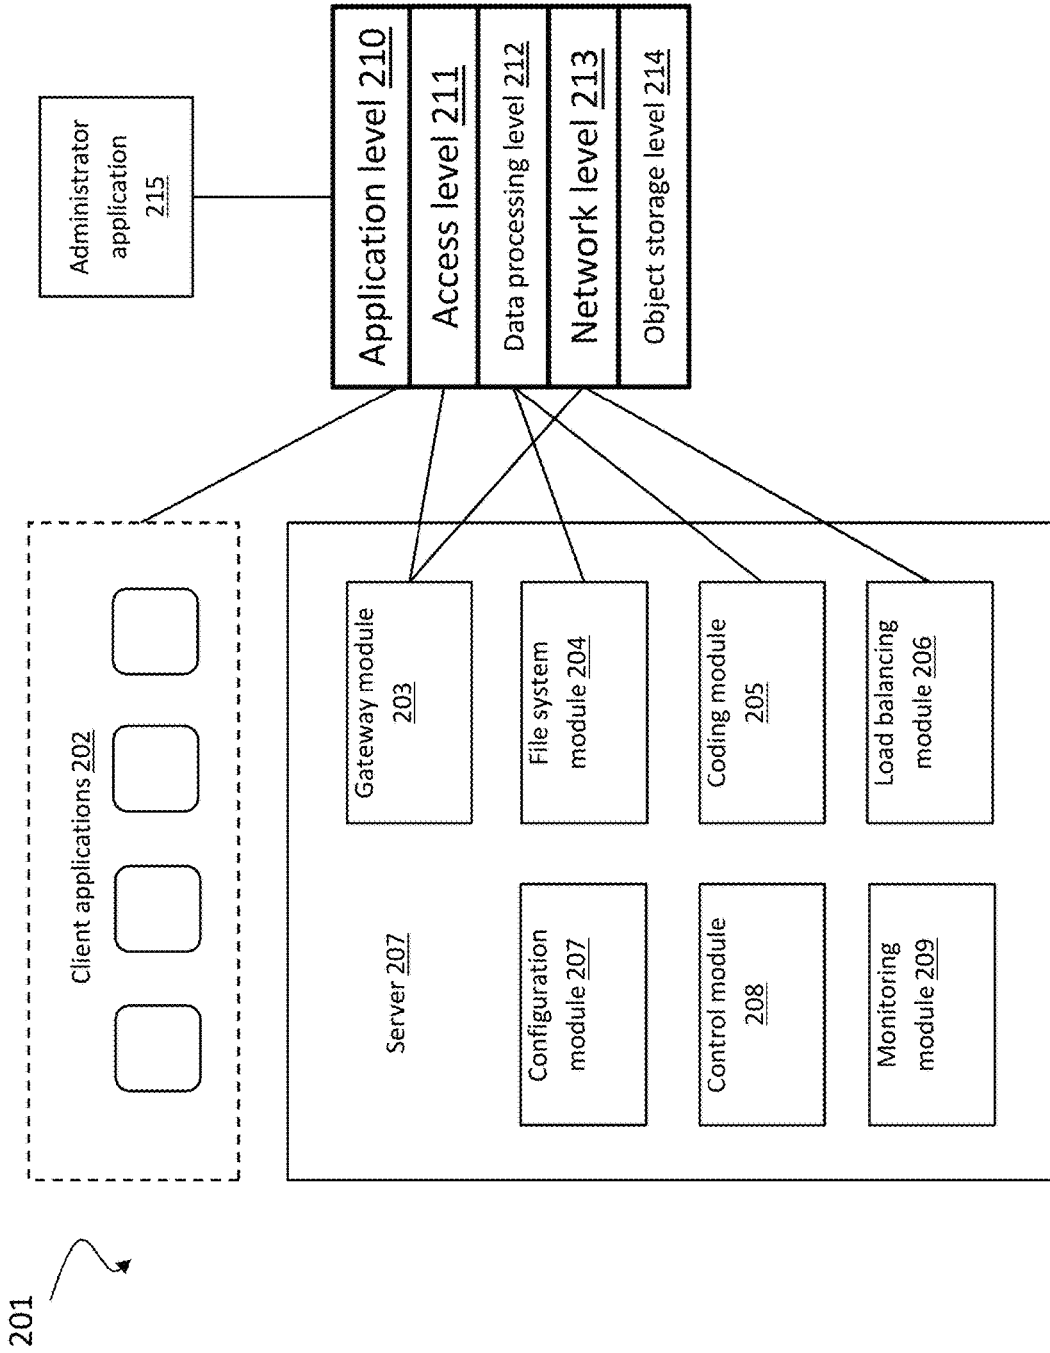 201
Client applications 202
Server 207
Gateway module
203
Configuration
module 207
File system
module 204
Control module
208
Coding module
205
Monitoring
module 209
Load balancing
module 206
Administrator
application
215
Application level 210
Access level 211
Data processing level 212
Network level 213
Object storage level 214